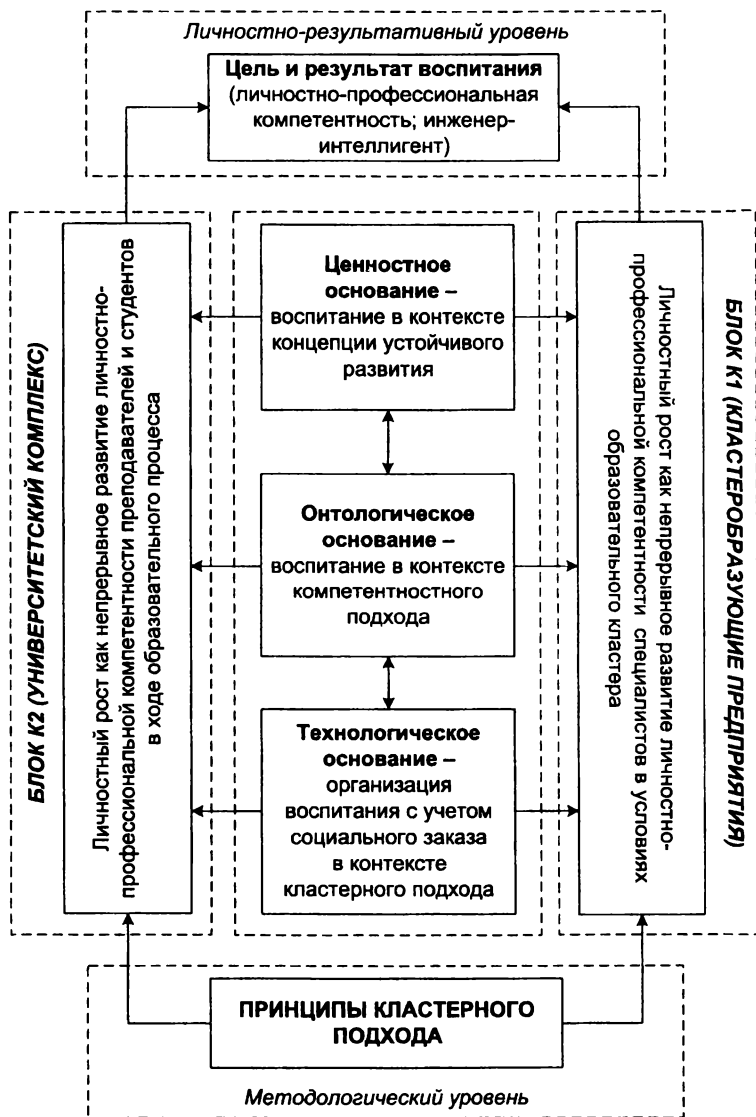 Личностно-результативный уровень
Цель и результат воспитания
(личностно-профессиональная
компетентность; инженер-
интеллигент)
БЛОК К2 (УНИВЕРСИТЕТСКИЙ КОМПЛЕКС)
Личностный рост как непрерывное развитие личностно-
профессиональной компетентности преподавателей и студентов
в ходе образовательного процесса
Ценностное
основание –
воспитание в контексте
концепции устойчивого
развития
Онтологическое
основание –
воспитание в контексте
компетентностного
подхода
Технологическое
основание –
организация
воспитания с учетом
социального заказа
в контексте
кластерного подхода
Личностный рост как непрерывное развитие личностно-
профессиональной компетентности специалистов в условиях
образовательного кластера
БЛОК К1 (КЛАСТЕРОБРАЗУЮЩИЕ ПРЕДПРИЯТИЯ)
ПРИНЦИПЫ КЛАСТЕРНОГО
ПОДХОДА
Методологический уровень